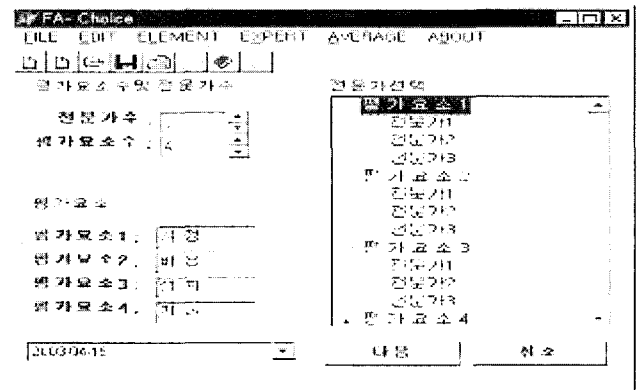 FA- Choice
FILE EDIT ELEMENT EXPERT AVERAGE ABOUT
평가요소수및 전문가수
전문가수 :
평가요소수 : 4
평가요소
평가요소1 :
평가요소2 : 비용
평가요소3 :
평가요소4 :
2003-04-15
전문가선택
평가요소1
전문가1
전문가2
전문가3
평가요소2
전문가1
전문가2
전문가3
평가요소3
전문가1
전문가2
전문가3
평가요소4
다음
취소